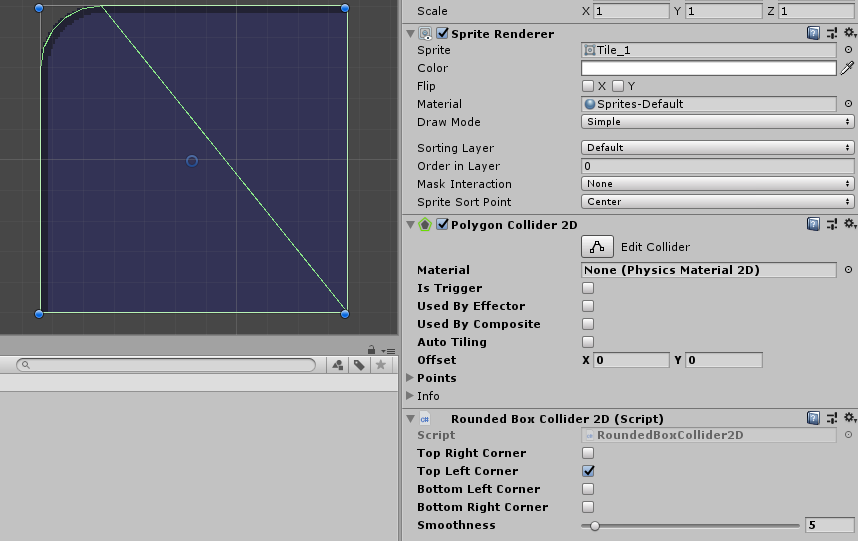 Scale X 1 Y 1 Z 1
Sprite Renderer
Sprite Tile_1
Color
Flip X Y
Material Sprites-Default
Draw Mode Simple
Sorting Layer Default
Order in Layer 0
Mask Interaction None
Sprite Sort Point Center
Polygon Collider 2D
Edit Collider
Material None (Physics Material 2D)
Is Trigger
Used By Effector
Used By Composite
Auto Tiling
Offset X 0 Y 0
Points
Info
Rounded Box Collider 2D (Script)
Script RoundedBoxCollider2D
Top Right Corner
Top Left Corner
Bottom Left Corner
Bottom Right Corner
Smoothness 5